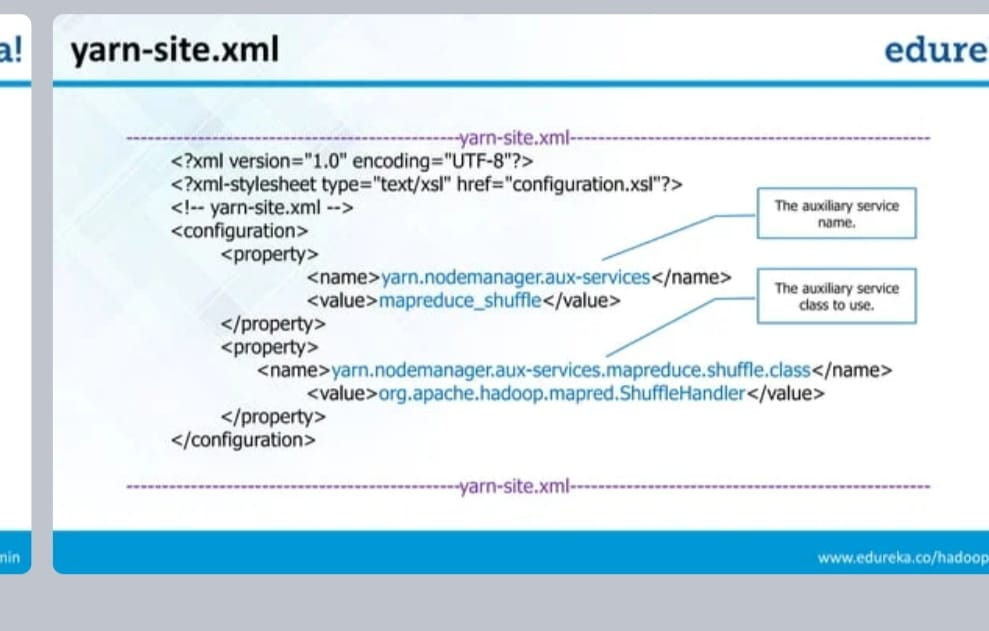 a!
yarn-site.xml
edure
--------------------------------------------------yarn-site.xml--------------------------------------------------
<?xml version="1.0" encoding="UTF-8"?>
<?xml-stylesheet type="text/xsl" href="configuration.xsl"?>
<!-- yarn-site.xml -->
<configuration>
<property>
<name>yarn.nodemanager.aux-services</name>
<value>mapreduce_shuffle</value>
</property>
<property>
<name>yarn.nodemanager.aux-services.mapreduce.shuffle.class</name>
<value>org.apache.hadoop.mapred.ShuffleHandler</value>
</property>
</configuration>
The auxiliary service
name.
The auxiliary service
class to use.
--------------------------------------------------yarn-site.xml--------------------------------------------------
min
www.edureka.co/hadoop